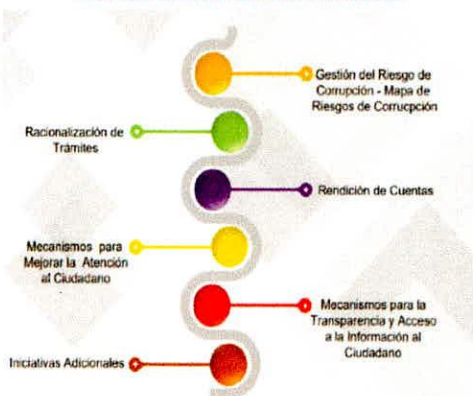 Gestión del Riesgo de
Corrupción - Mapa de
Riesgos de Corrucpción
Racionalización de
Trámites
Rendición de Cuentas
Mecanismos para
Mejorar la Atención
al Ciudadano
Mecanismos para la
Transparencia y Acceso
a la Información al
Ciudadano
Iniciativas Adicionales